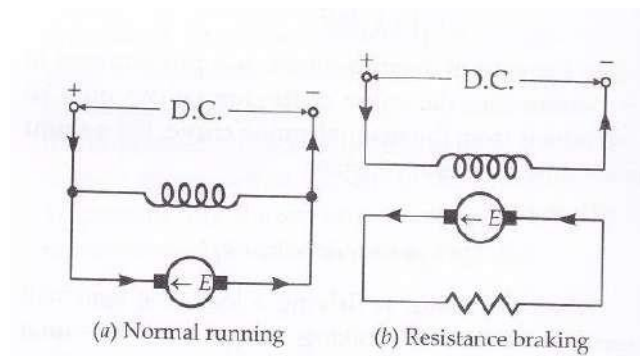 + D.C. −
← E
(a) Normal running
+ D.C. −
← E
(b) Resistance braking